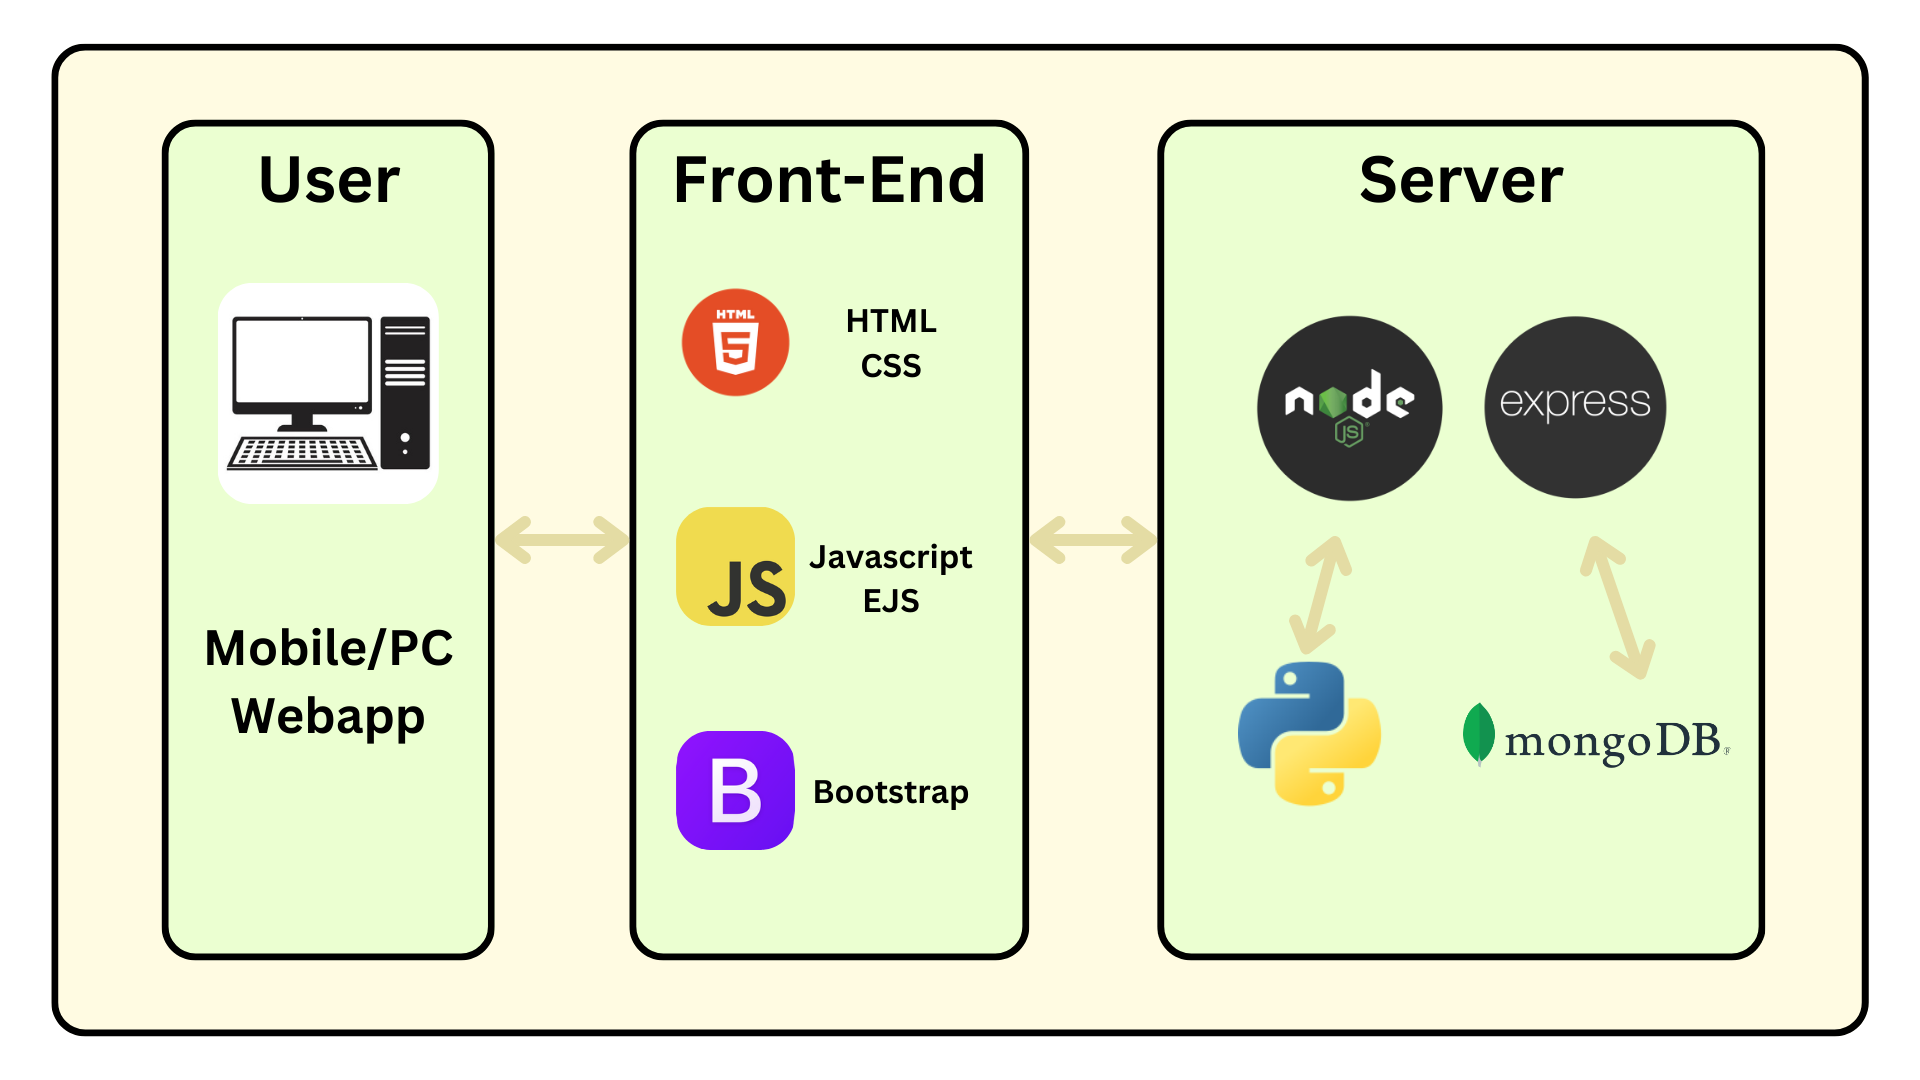 User
Mobile/PC
Webapp
Front-End
HTML
5
HTML
CSS
JS
Javascript
EJS
B
Bootstrap
Server
node
JS
express
mongoDB